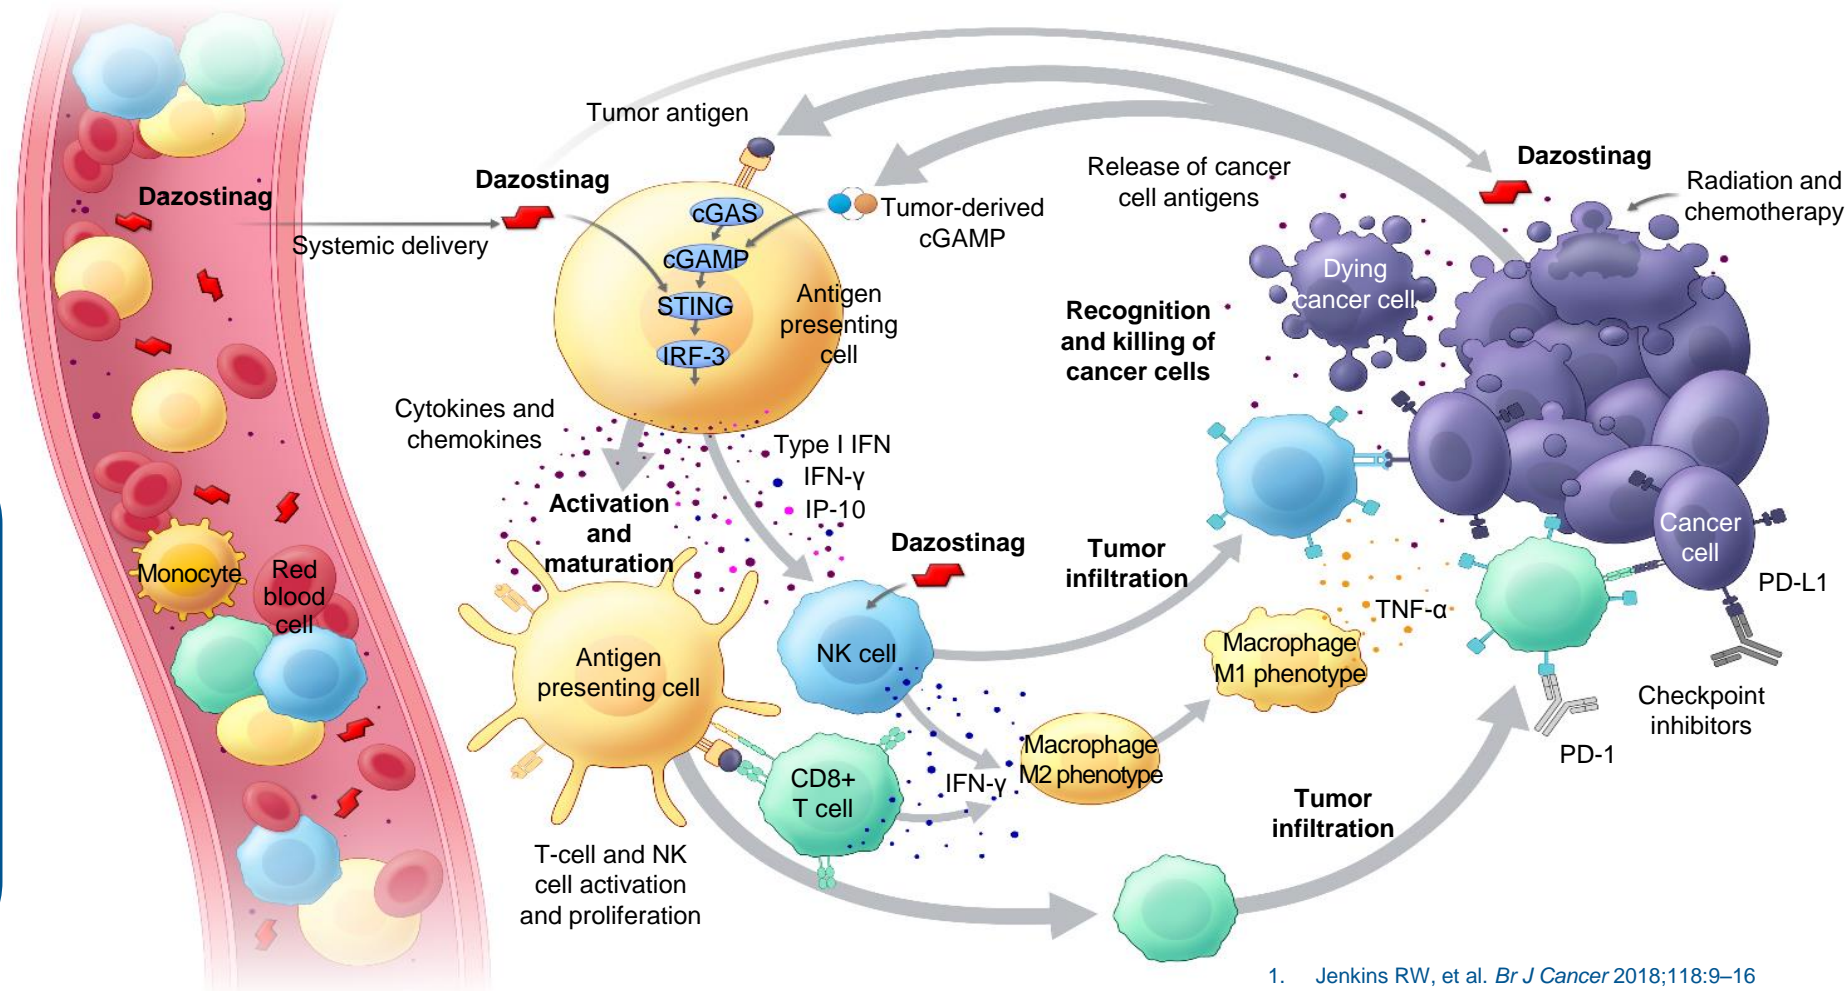 Tumor antigen
Dazostinag
Dazostinag
Systemic delivery
cGAS
cGAMP
STING
IRF-3
Tumor-derived
cGAMP
Antigen
presenting
cell
Release of cancer
cell antigens
Dazostinag
Radiation and
chemotherapy
Dying
cancer cell
Recognition
and killing of
cancer cells
Cytokines and
chemokines
Type I IFN
IFN-γ
IP-10
Activation
and
maturation
Dazostinag
Tumor
infiltration
Cancer
cell
PD-L1
Monocyte
Red
blood
cell
Antigen
presenting cell
NK cell
TNF-α
Macrophage
M1 phenotype
Checkpoint
inhibitors
PD-1
Macrophage
M2 phenotype
IFN-γ
CD8+
T cell
Tumor
infiltration
T-cell and NK
cell activation
and proliferation
1. Jenkins RW, et al. Br J Cancer 2018;118:9–16